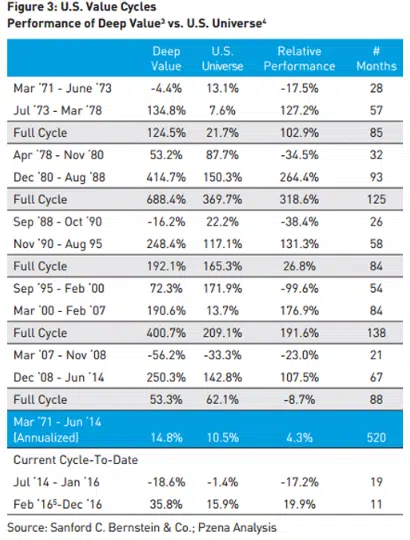 Figure 3: U.S. Value Cycles
Performance of Deep Value³ vs. U.S. Universe⁴
Deep Value U.S. Universe Relative Performance # Months
Mar '71 - June '73 -4.4% 13.1% -17.5% 28
Jul '73 - Mar '78 134.8% 7.6% 127.2% 57
Full Cycle 124.5% 21.7% 102.9% 85
Apr '78 - Nov '80 53.2% 87.7% -34.5% 32
Dec '80 - Aug '88 414.7% 150.3% 264.4% 93
Full Cycle 688.4% 369.7% 318.6% 125
Sep '88 - Oct '90 -16.2% 22.2% -38.4% 26
Nov '90 - Aug 95 248.4% 117.1% 131.3% 58
Full Cycle 192.1% 165.3% 26.8% 84
Sep '95 - Feb '00 72.3% 171.9% -99.6% 54
Mar '00 - Feb '07 190.6% 13.7% 176.9% 84
Full Cycle 400.7% 209.1% 191.6% 138
Mar '07 - Nov '08 -56.2% -33.3% -23.0% 21
Dec '08 - Jun '14 250.3% 142.8% 107.5% 67
Full Cycle 53.3% 62.1% -8.7% 88
Mar '71 - Jun '14
(Annualized) 14.8% 10.5% 4.3% 520
Current Cycle-To-Date
Jul '14 - Jan '16 -18.6% -1.4% -17.2% 19
Feb '16⁵-Dec '16 35.8% 15.9% 19.9% 11
Source: Sanford C. Bernstein & Co.; Pzena Analysis